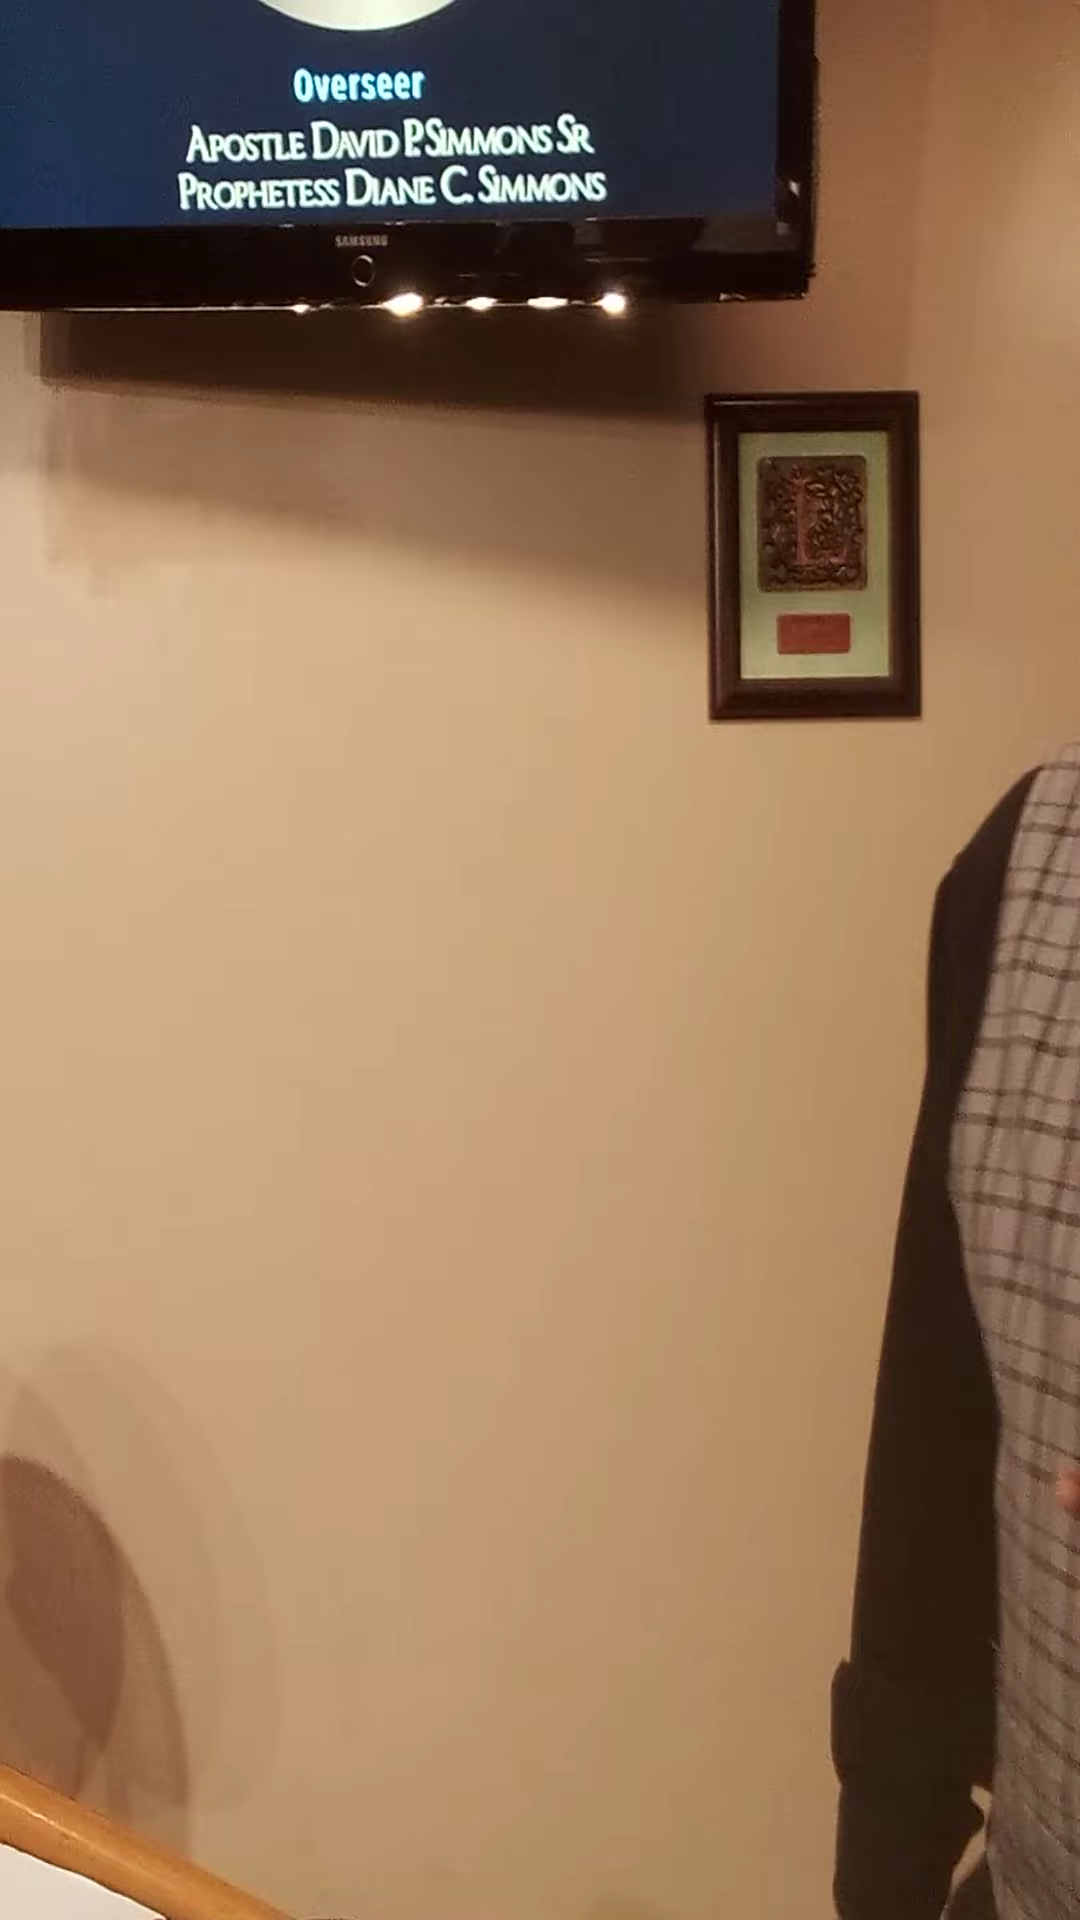 Overseer
APOSTLE DAVID P. SIMMONS SR
PROPHETESS DIANE C. SIMMONS
SAMSUNG
L